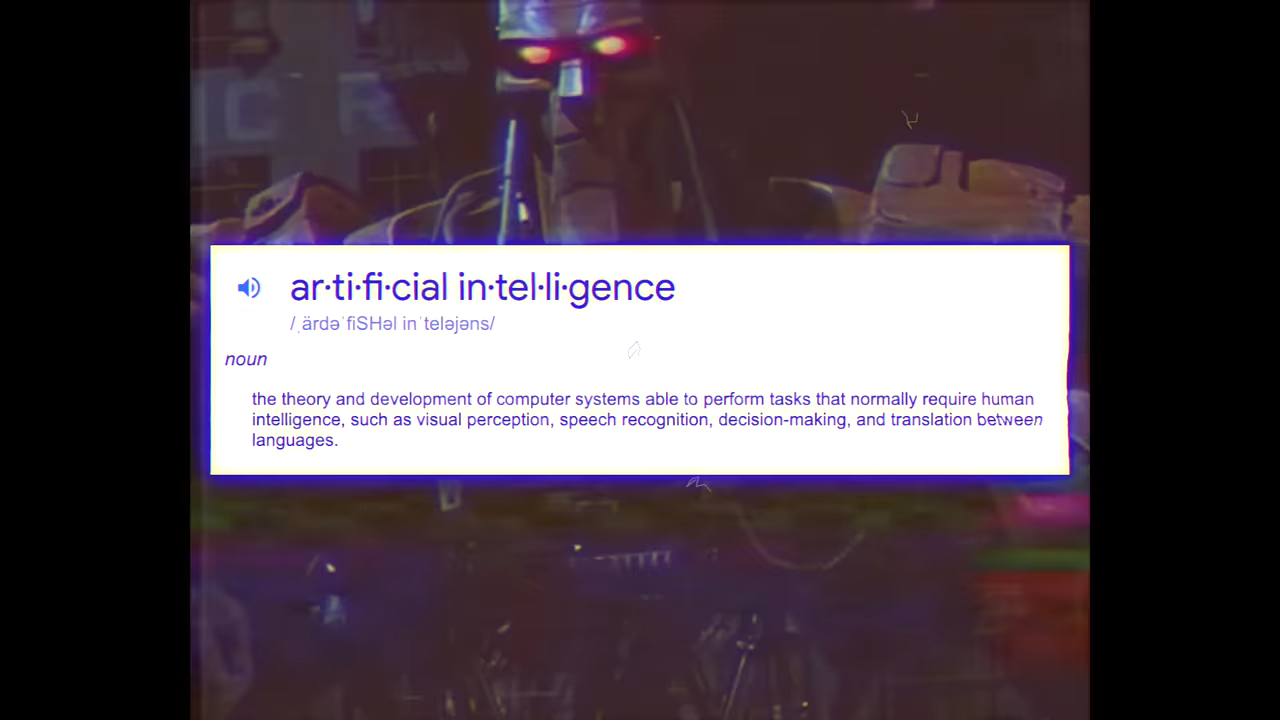 ar·ti·fi·cial in·tel·li·gence
/ˌärdəˈfiSHəl inˈteləjəns/
noun
the theory and development of computer systems able to perform tasks that normally require human
intelligence, such as visual perception, speech recognition, decision-making, and translation between
languages.